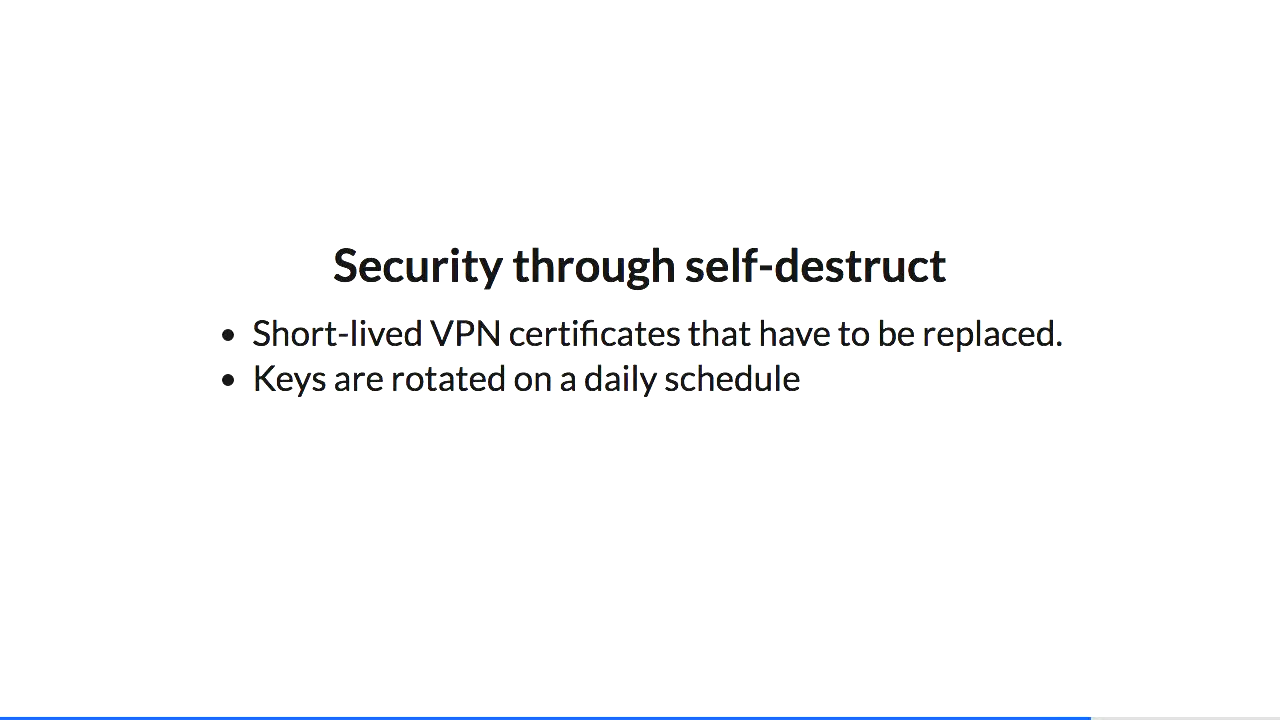 Security through self-destruct
• Short-lived VPN certificates that have to be replaced.
• Keys are rotated on a daily schedule